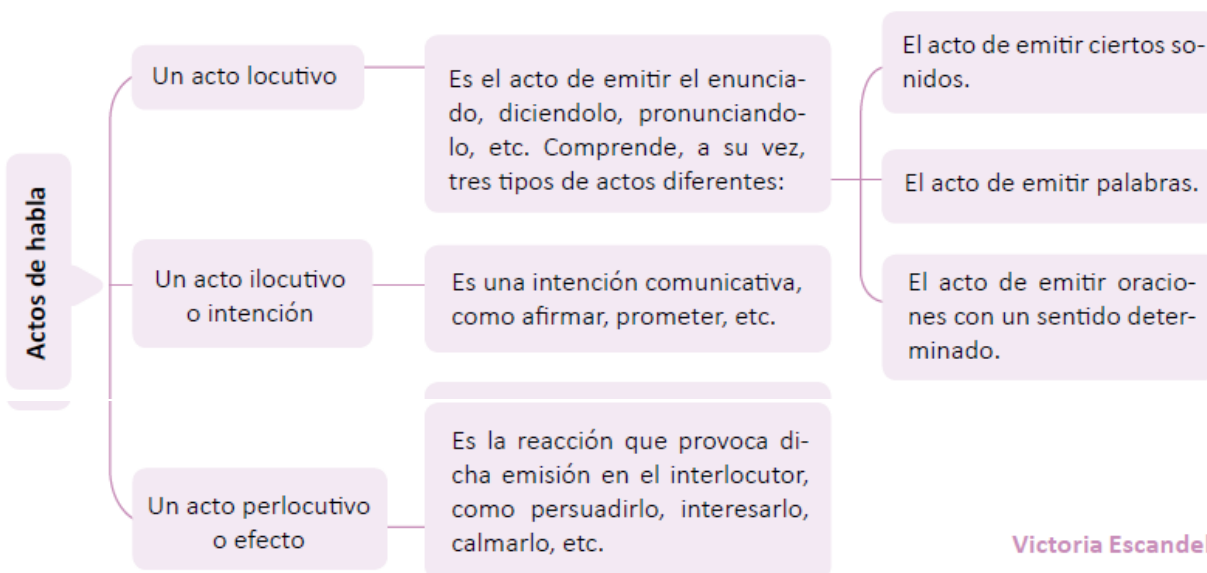 Actos de habla
Un acto locutivo
Es el acto de emitir el enuncia-
do, diciendolo, pronunciando-
lo, etc. Comprende, a su vez,
tres tipos de actos diferentes:
El acto de emitir ciertos so-
nidos.
El acto de emitir palabras.
El acto de emitir oracio-
nes con un sentido deter-
minado.
Un acto ilocutivo
o intención
Es una intención comunicativa,
como afirmar, prometer, etc.
Un acto perlocutivo
o efecto
Es la reacción que provoca di-
cha emisión en el interlocutor,
como persuadirlo, interesarlo,
calmarlo, etc.
Victoria Escandel